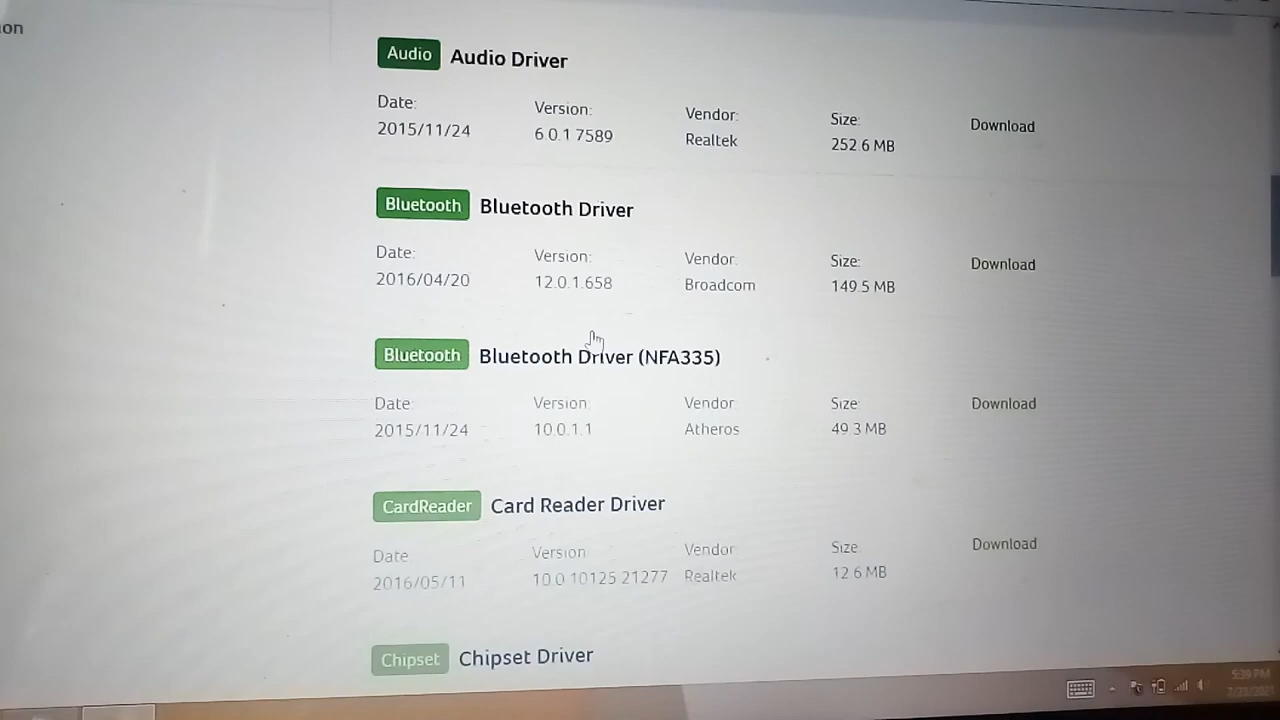 on
Audio Audio Driver
Date: Version: Vendor: Size: Download
2015/11/24 6.0.1.7589 Realtek 252.6 MB
Bluetooth Bluetooth Driver
Date: Version: Vendor: Size: Download
2016/04/20 12.0.1.658 Broadcom 149.5 MB
Bluetooth Bluetooth Driver (NFA335)
Date: Version: Vendor Size: Download
2015/11/24 10.0.1.1 Atheros 49.3 MB
CardReader Card Reader Driver
Date Version Vendor Size Download
2016/05/11 10.0.10125.21277 Realtek 12.6 MB
Chipset Chipset Driver
5:39 PM